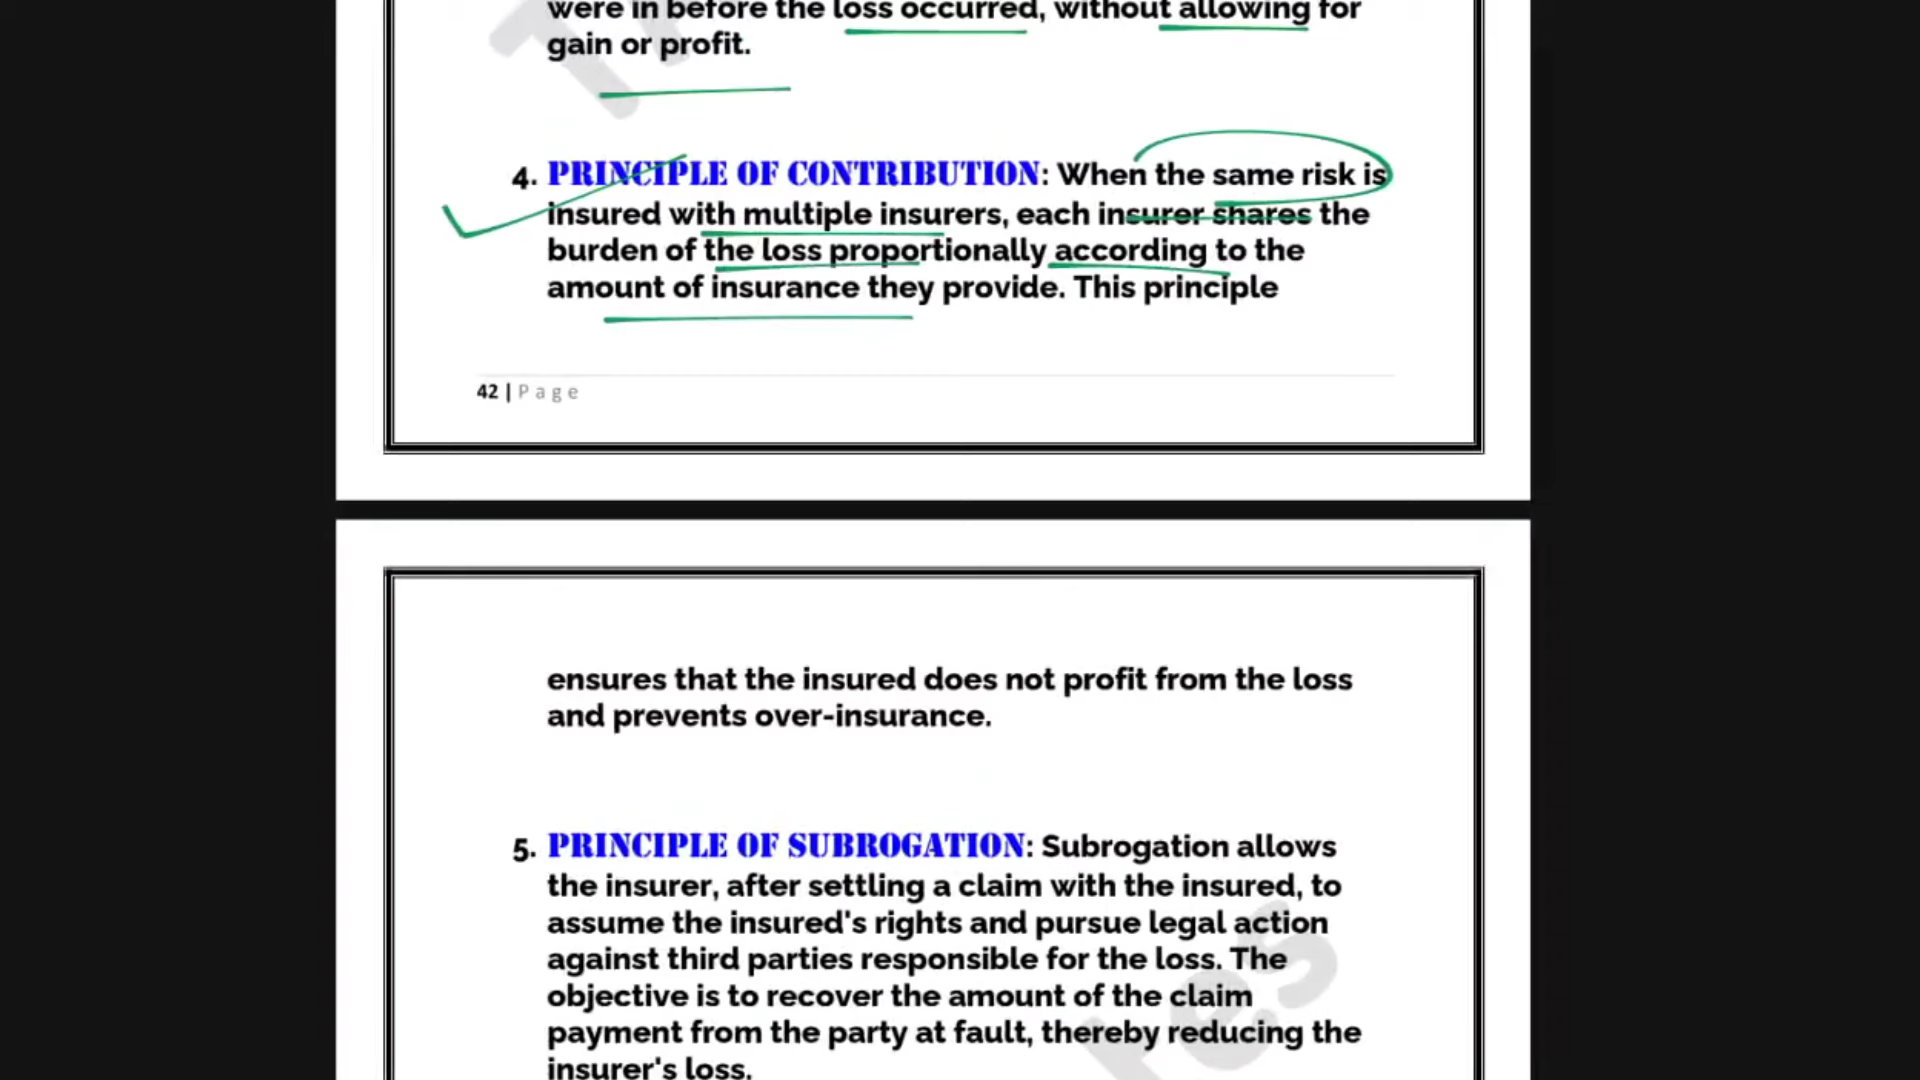 were in before the loss occurred, without allowing for
gain or profit.
4. PRINCIPLE OF CONTRIBUTION: When the same risk is
insured with multiple insurers, each insurer shares the
burden of the loss proportionally according to the
amount of insurance they provide. This principle
42 | Page
ensures that the insured does not profit from the loss
and prevents over-insurance.
5. PRINCIPLE OF SUBROGATION: Subrogation allows
the insurer, after settling a claim with the insured, to
assume the insured's rights and pursue legal action
against third parties responsible for the loss. The
objective is to recover the amount of the claim
payment from the party at fault, thereby reducing the
insurer's loss.